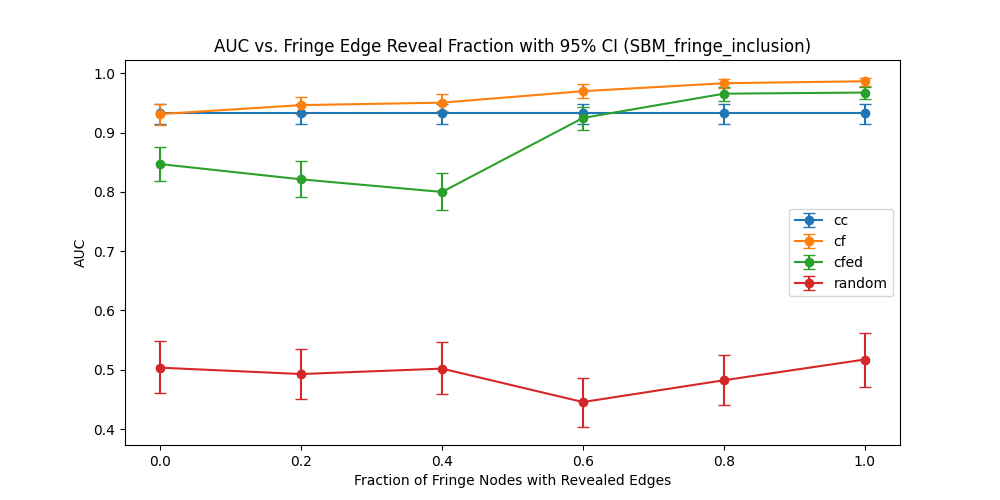 AUC vs. Fringe Edge Reveal Fraction with 95% CI (SBM_fringe_inclusion)
AUC
1.0
0.9
0.8
0.7
0.6
0.5
0.4
cc
cf
cfed
random
0.0 0.2 0.4 0.6 0.8 1.0
Fraction of Fringe Nodes with Revealed Edges